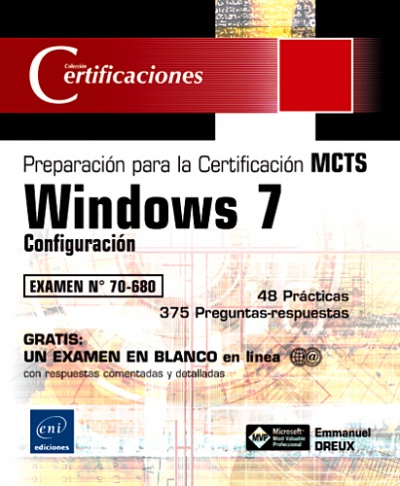 Colección
Certificaciones
Preparación para la Certificación MCTS
Windows 7
Configuración
EXAMEN N° 70-680
48 Prácticas
375 Preguntas-respuestas
GRATIS:
UN EXAMEN EN BLANCO en línea @
con respuestas comentadas y detalladas
eni
ediciones
MVP
Microsoft®
Most Valuable
Professional
Emmanuel
DREUX